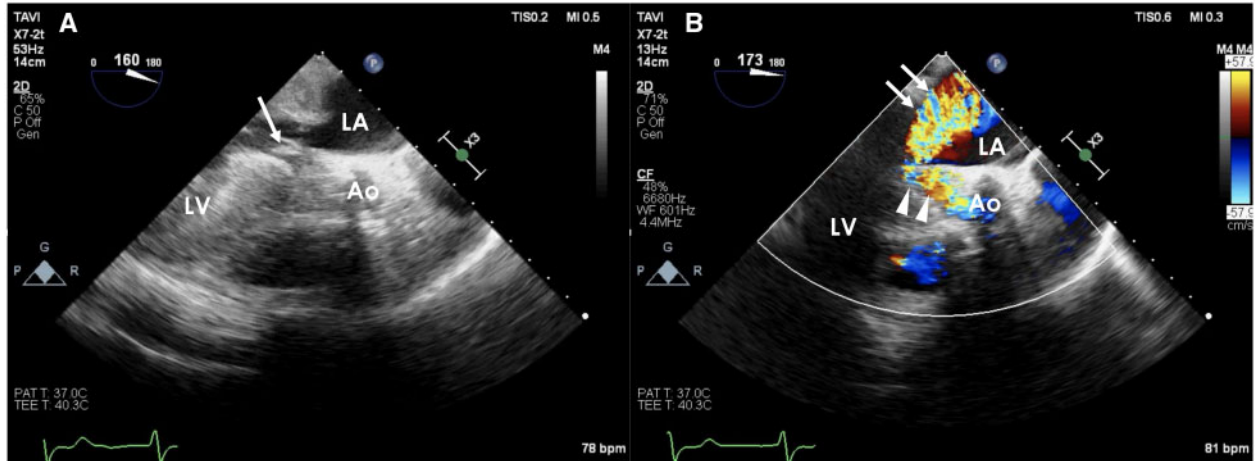 TAVI
A
TIS0.2 MI 0.5
X7-2t
53Hz
14cm
0 160 180
P
M4
2D
65%
C 50
P Off
Gen
LA
X3
Ao
LV
G
P R
PAT T: 37.0C
TEE T: 40.3C
78 bpm
TAVI
B
TIS0.6 MI 0.3
X7-2t
13Hz
14cm
0 173 180
P
M4 M4
+57.9
2D
71%
C 50
P Off
Gen
LA
X3
CF
48%
6680Hz
WF 601Hz
4.4MHz
Ao
LV
-57.9
cm/s
G
P R
PAT T: 37.0C
TEE T: 40.3C
81 bpm